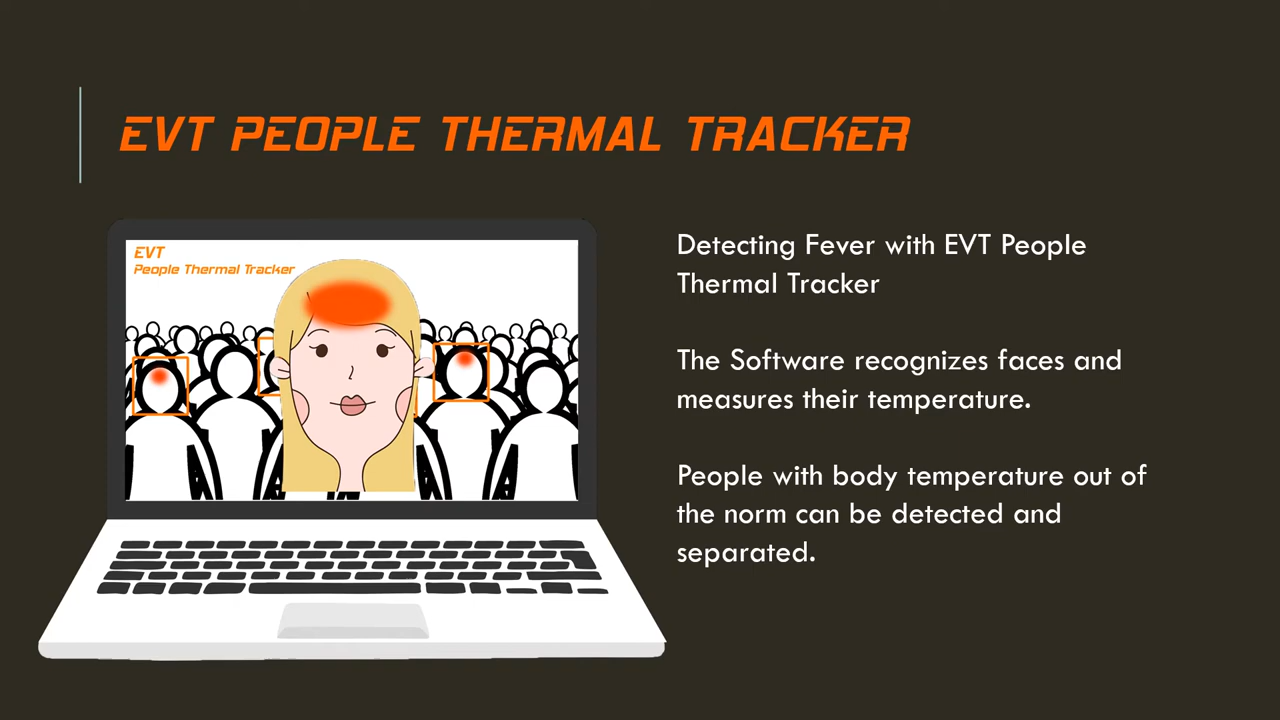 EVT PEOPLE THERMAL TRACKER
EVT
People Thermal Tracker
Detecting Fever with EVT People
Thermal Tracker
The Software recognizes faces and
measures their temperature.
People with body temperature out of
the norm can be detected and
separated.